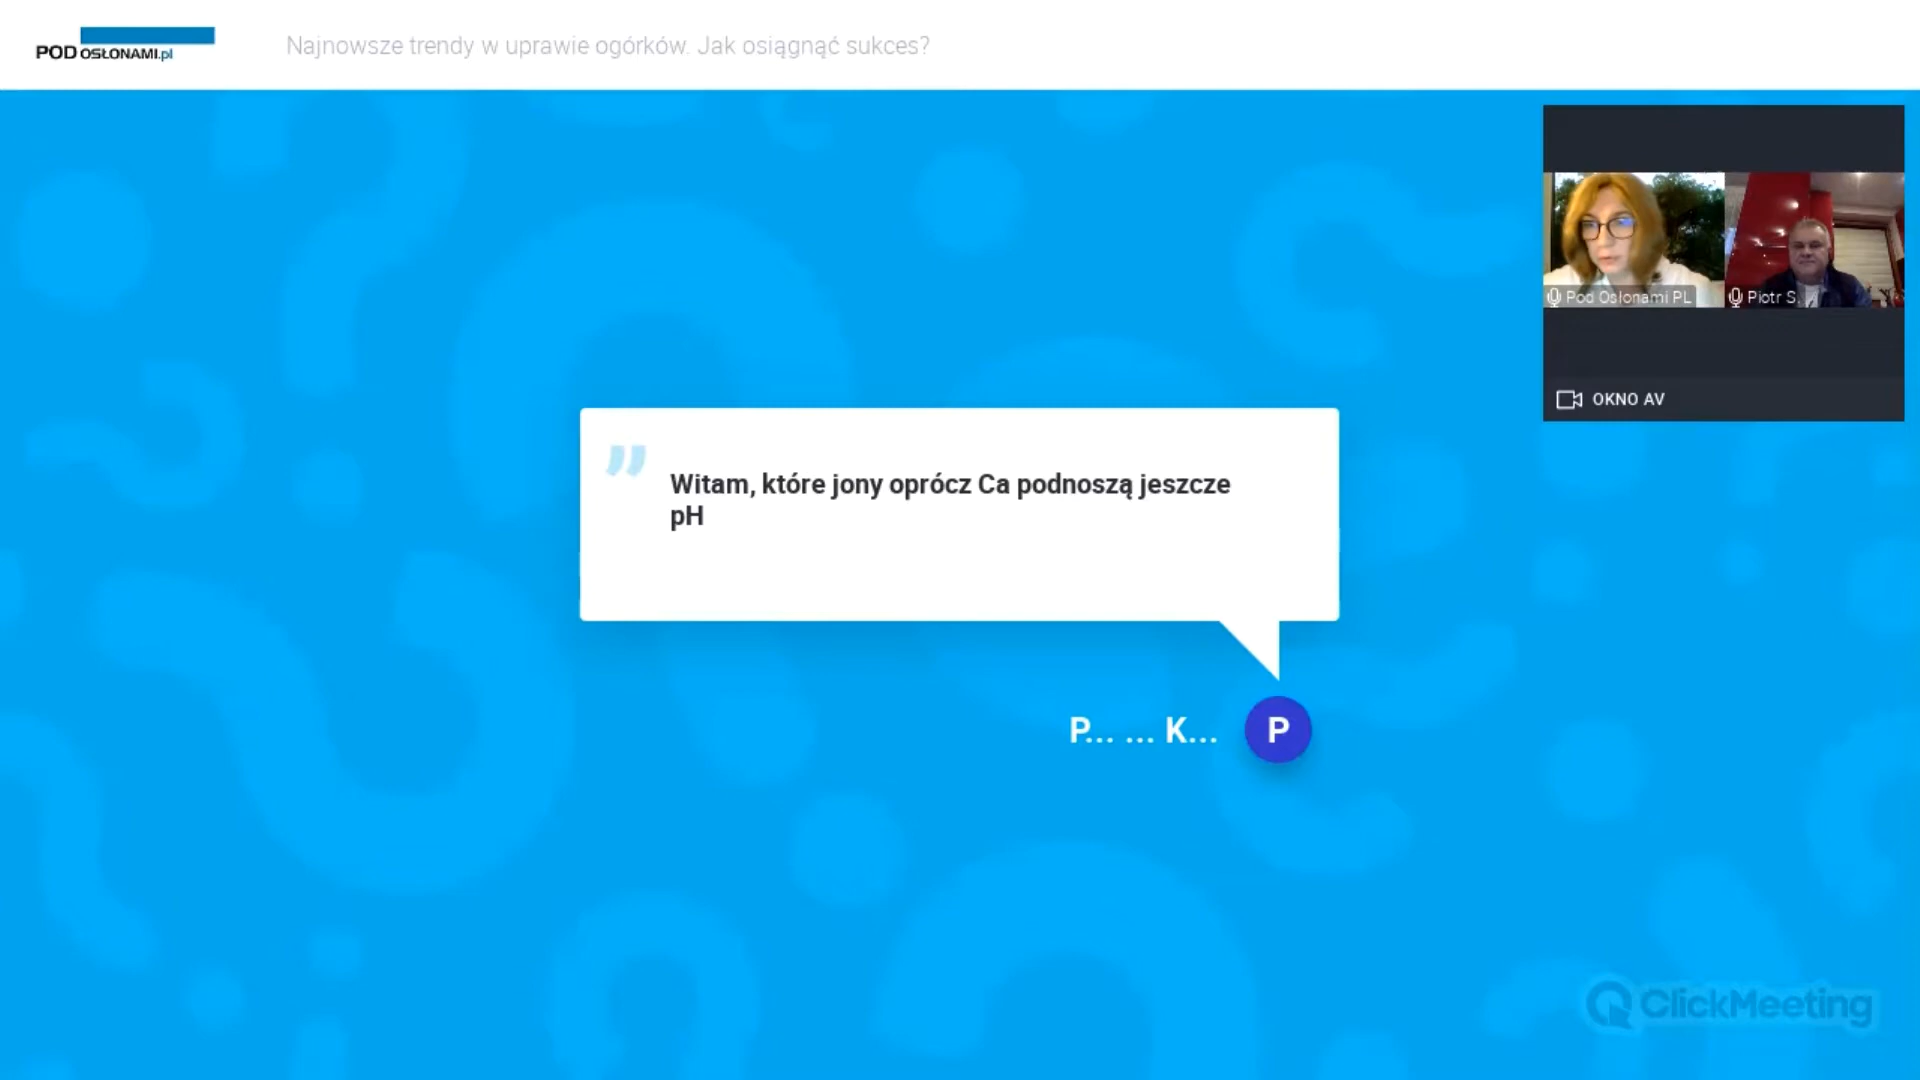 POD OSŁONAMI.pl
Najnowsze trendy w uprawie ogórków. Jak osiągnąć sukces?
Pod Osłonami PL
Piotr S.
OKNO AV
Witam, które jony oprócz Ca podnoszą jeszcze
pH
P... ... K...
P
ClickMeeting